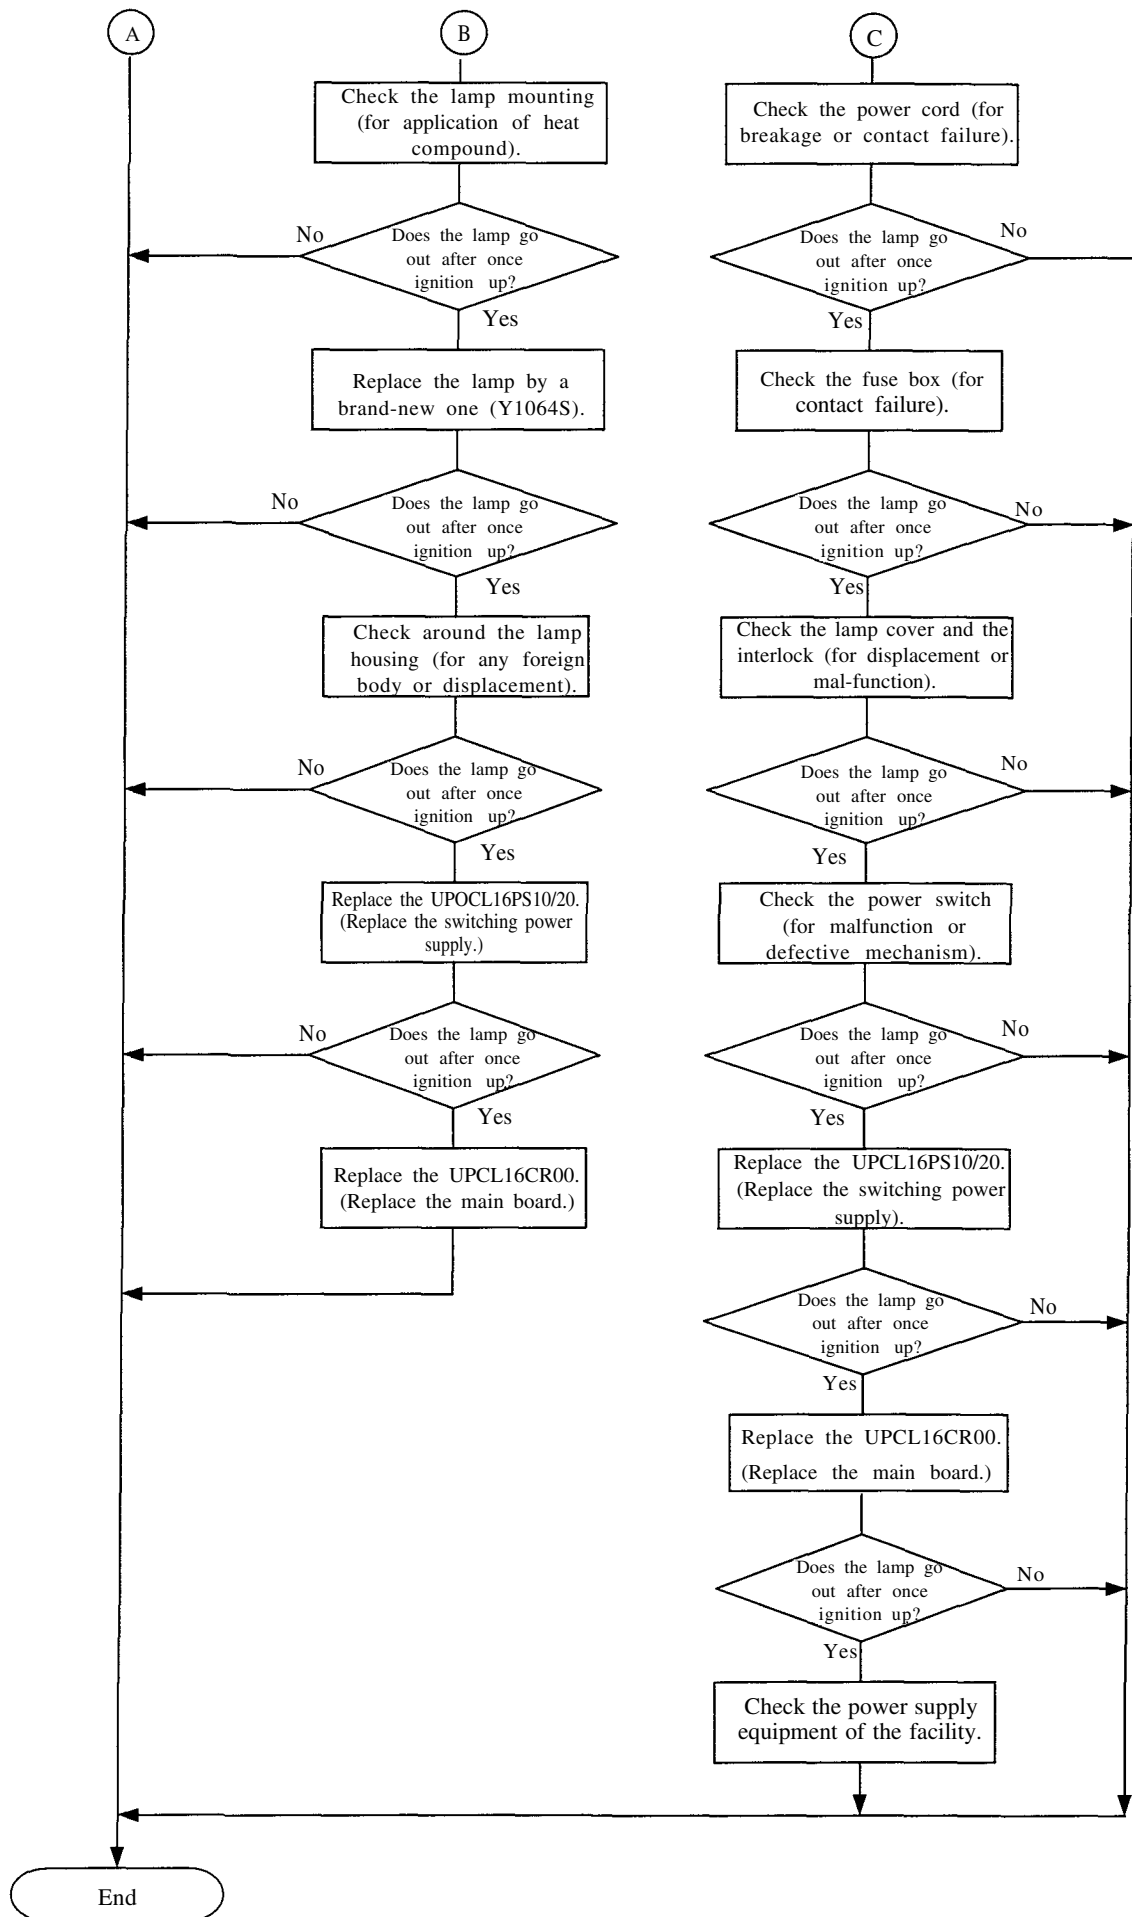 A
B
Check the lamp mounting
(for application of heat
compound).
No
Does the lamp go
out after once
ignition up?
Yes
Replace the lamp by a
brand-new one (Y1064S).
No
Does the lamp go
out after once
ignition up?
Yes
Check around the lamp
housing (for any foreign
body or displacement).
No
Does the lamp go
out after once
ignition up?
Yes
Replace the UPOCL16PS10/20.
(Replace the switching power
supply.)
No
Does the lamp go
out after once
ignition up?
Yes
Replace the UPCL16CR00.
(Replace the main board.)
C
Check the power cord (for
breakage or contact failure).
Does the lamp go
out after once
ignition up?
No
Yes
Check the fuse box (for
contact failure).
Does the lamp go
out after once
ignition up?
No
Yes
Check the lamp cover and the
interlock (for displacement or
mal-function).
Does the lamp go
out after once
ignition up?
No
Yes
Check the power switch
(for malfunction or
defective mechanism).
Does the lamp go
out after once
ignition up?
No
Yes
Replace the UPCL16PS10/20.
(Replace the switching power
supply).
Does the lamp go
out after once
ignition up?
No
Yes
Replace the UPCL16CR00.
(Replace the main board.)
Does the lamp go
out after once
ignition up?
No
Yes
Check the power supply
equipment of the facility.
End